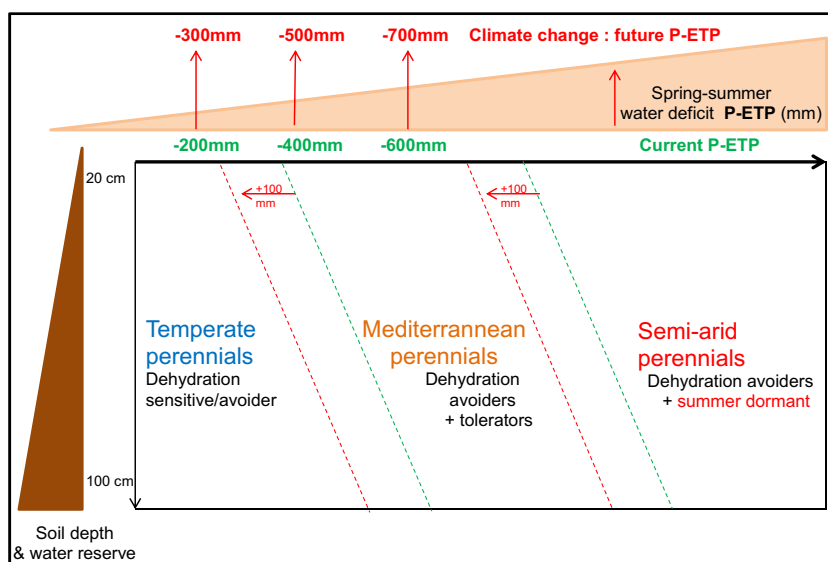 -300mm -500mm -700mm Climate change : future P-ETP
Spring-summer
water deficit P-ETP (mm)
-200mm -400mm -600mm Current P-ETP
20 cm
+100
mm
+100
mm
Temperate
perennials
Dehydration
sensitive/avoider
Mediterrannean
perennials
Dehydration
avoiders
+ tolerators
Semi-arid
perennials
Dehydration avoiders
+ summer dormant
100 cm
Soil depth
& water reserve